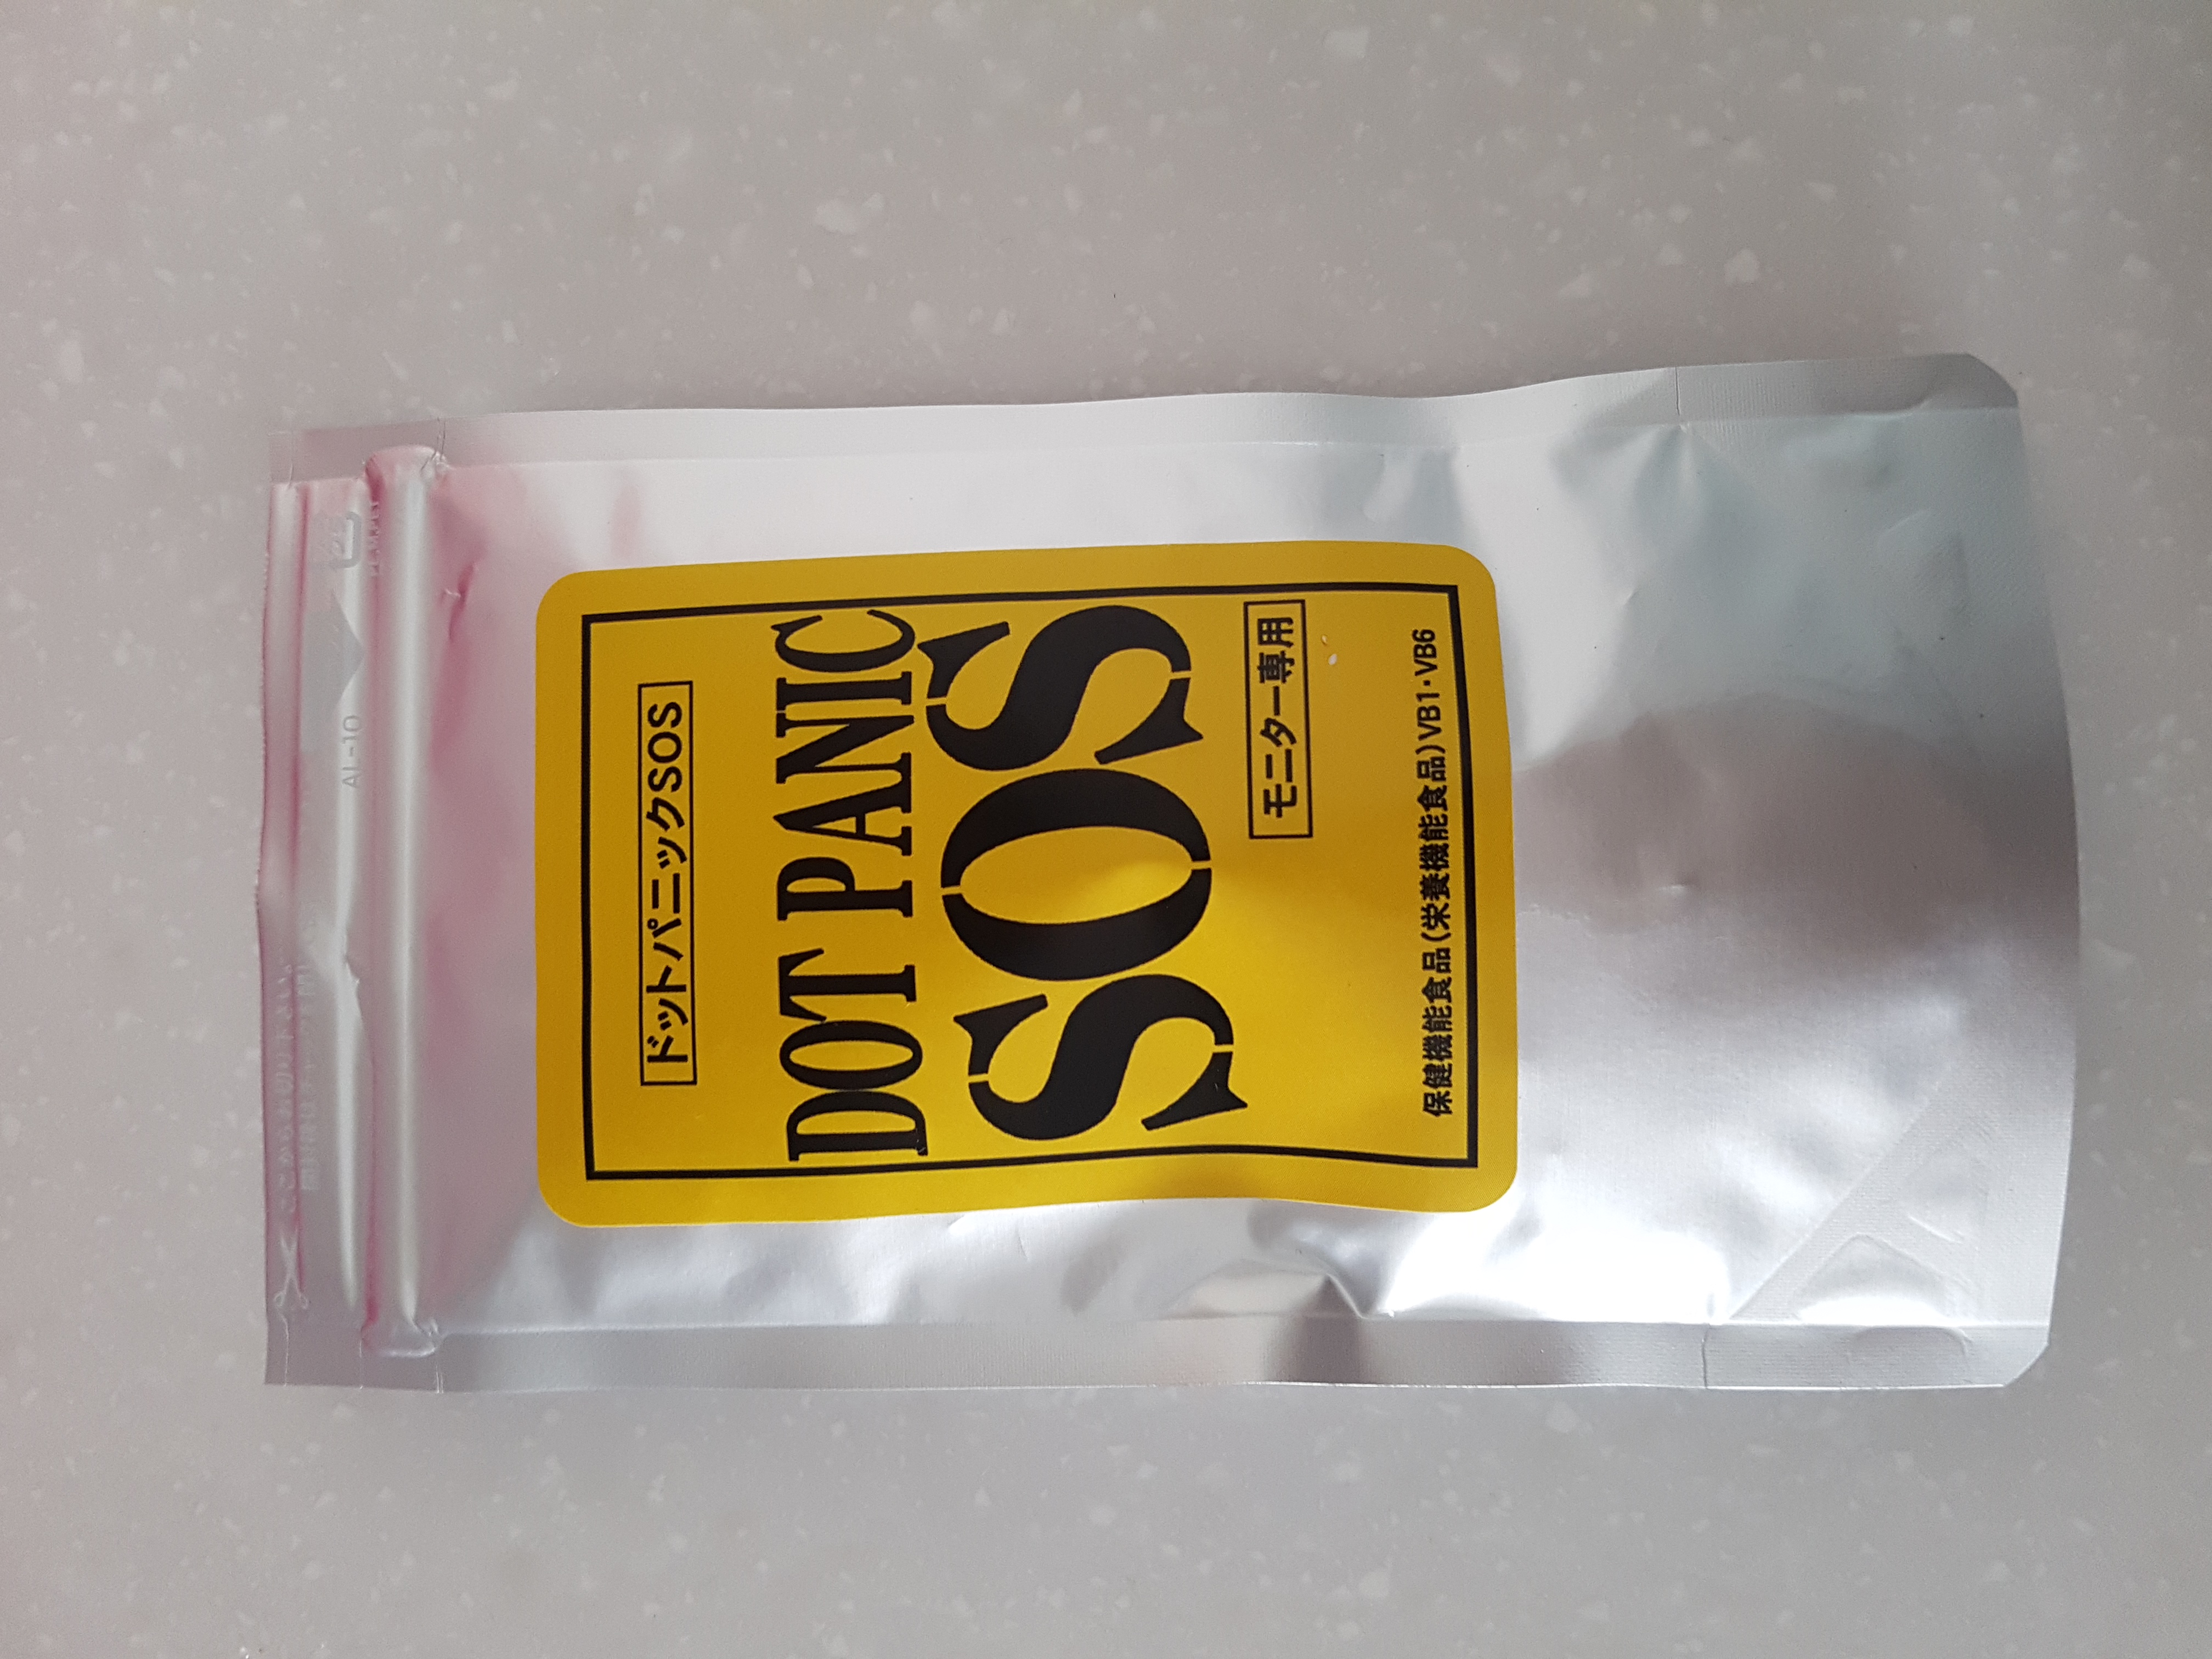 AL-10
ドットパニックSOS
DOT PANIC
SOS
モニター専用
保健機能食品(栄養機能食品)VB1・VB6